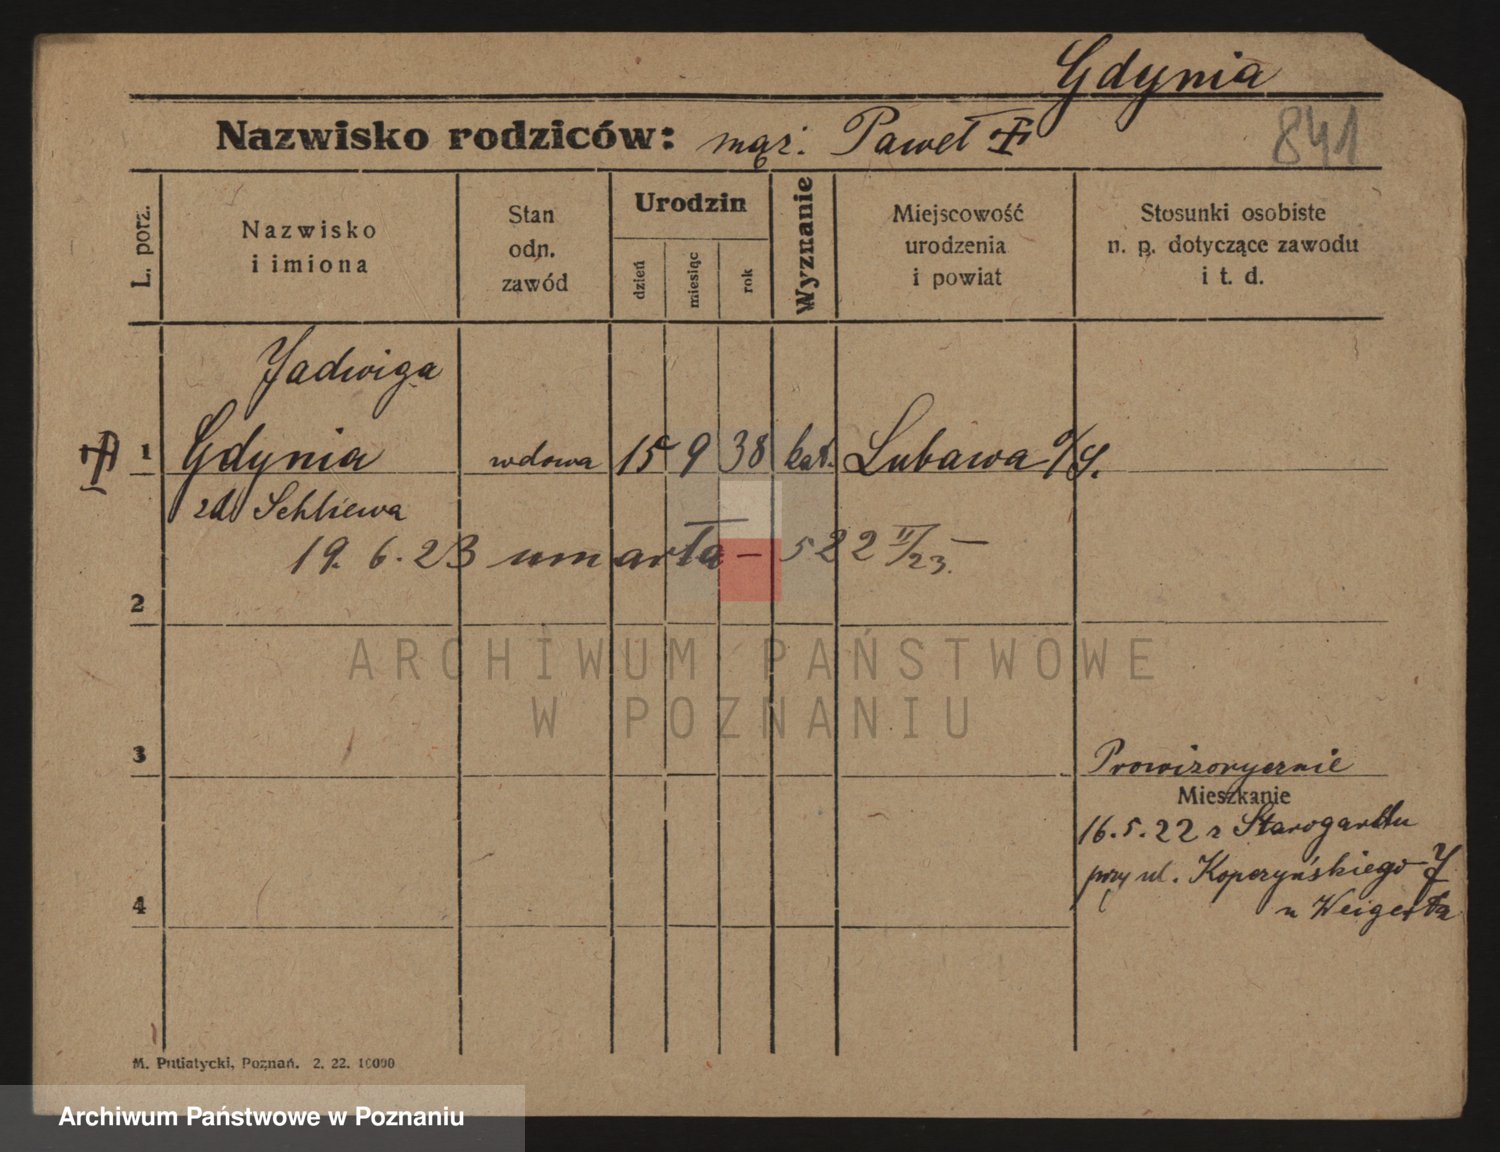 Gdynia
841
Nazwisko rodziców: mąż. Paweł
L. porz.
Nazwisko
i imiona
Stan
odn.
zawód
Urodzin
dzień
miesiąc
rok
Wyznanie
Miejscowość
urodzenia
i powiat
Stosunki osobiste
n. p. dotyczące zawodu
i t. d.
Jadwiga
1 Gdynia wdowa 15 9 38 kat. Lubawa
zd. Schliewa
19. 6. 23 umarła – 522 II/23.
2
ARCHIWUM PAŃSTWOWE
W POZNANIU
3
Prowizorycznie
Mieszkanie
16. 5. 22 z Starogardu
przy ul. Kopczyńskiego 7
4
u Weigerta
M. Putiatycki, Poznań. 2. 22. 10000
Archiwum Państwowe w Poznaniu